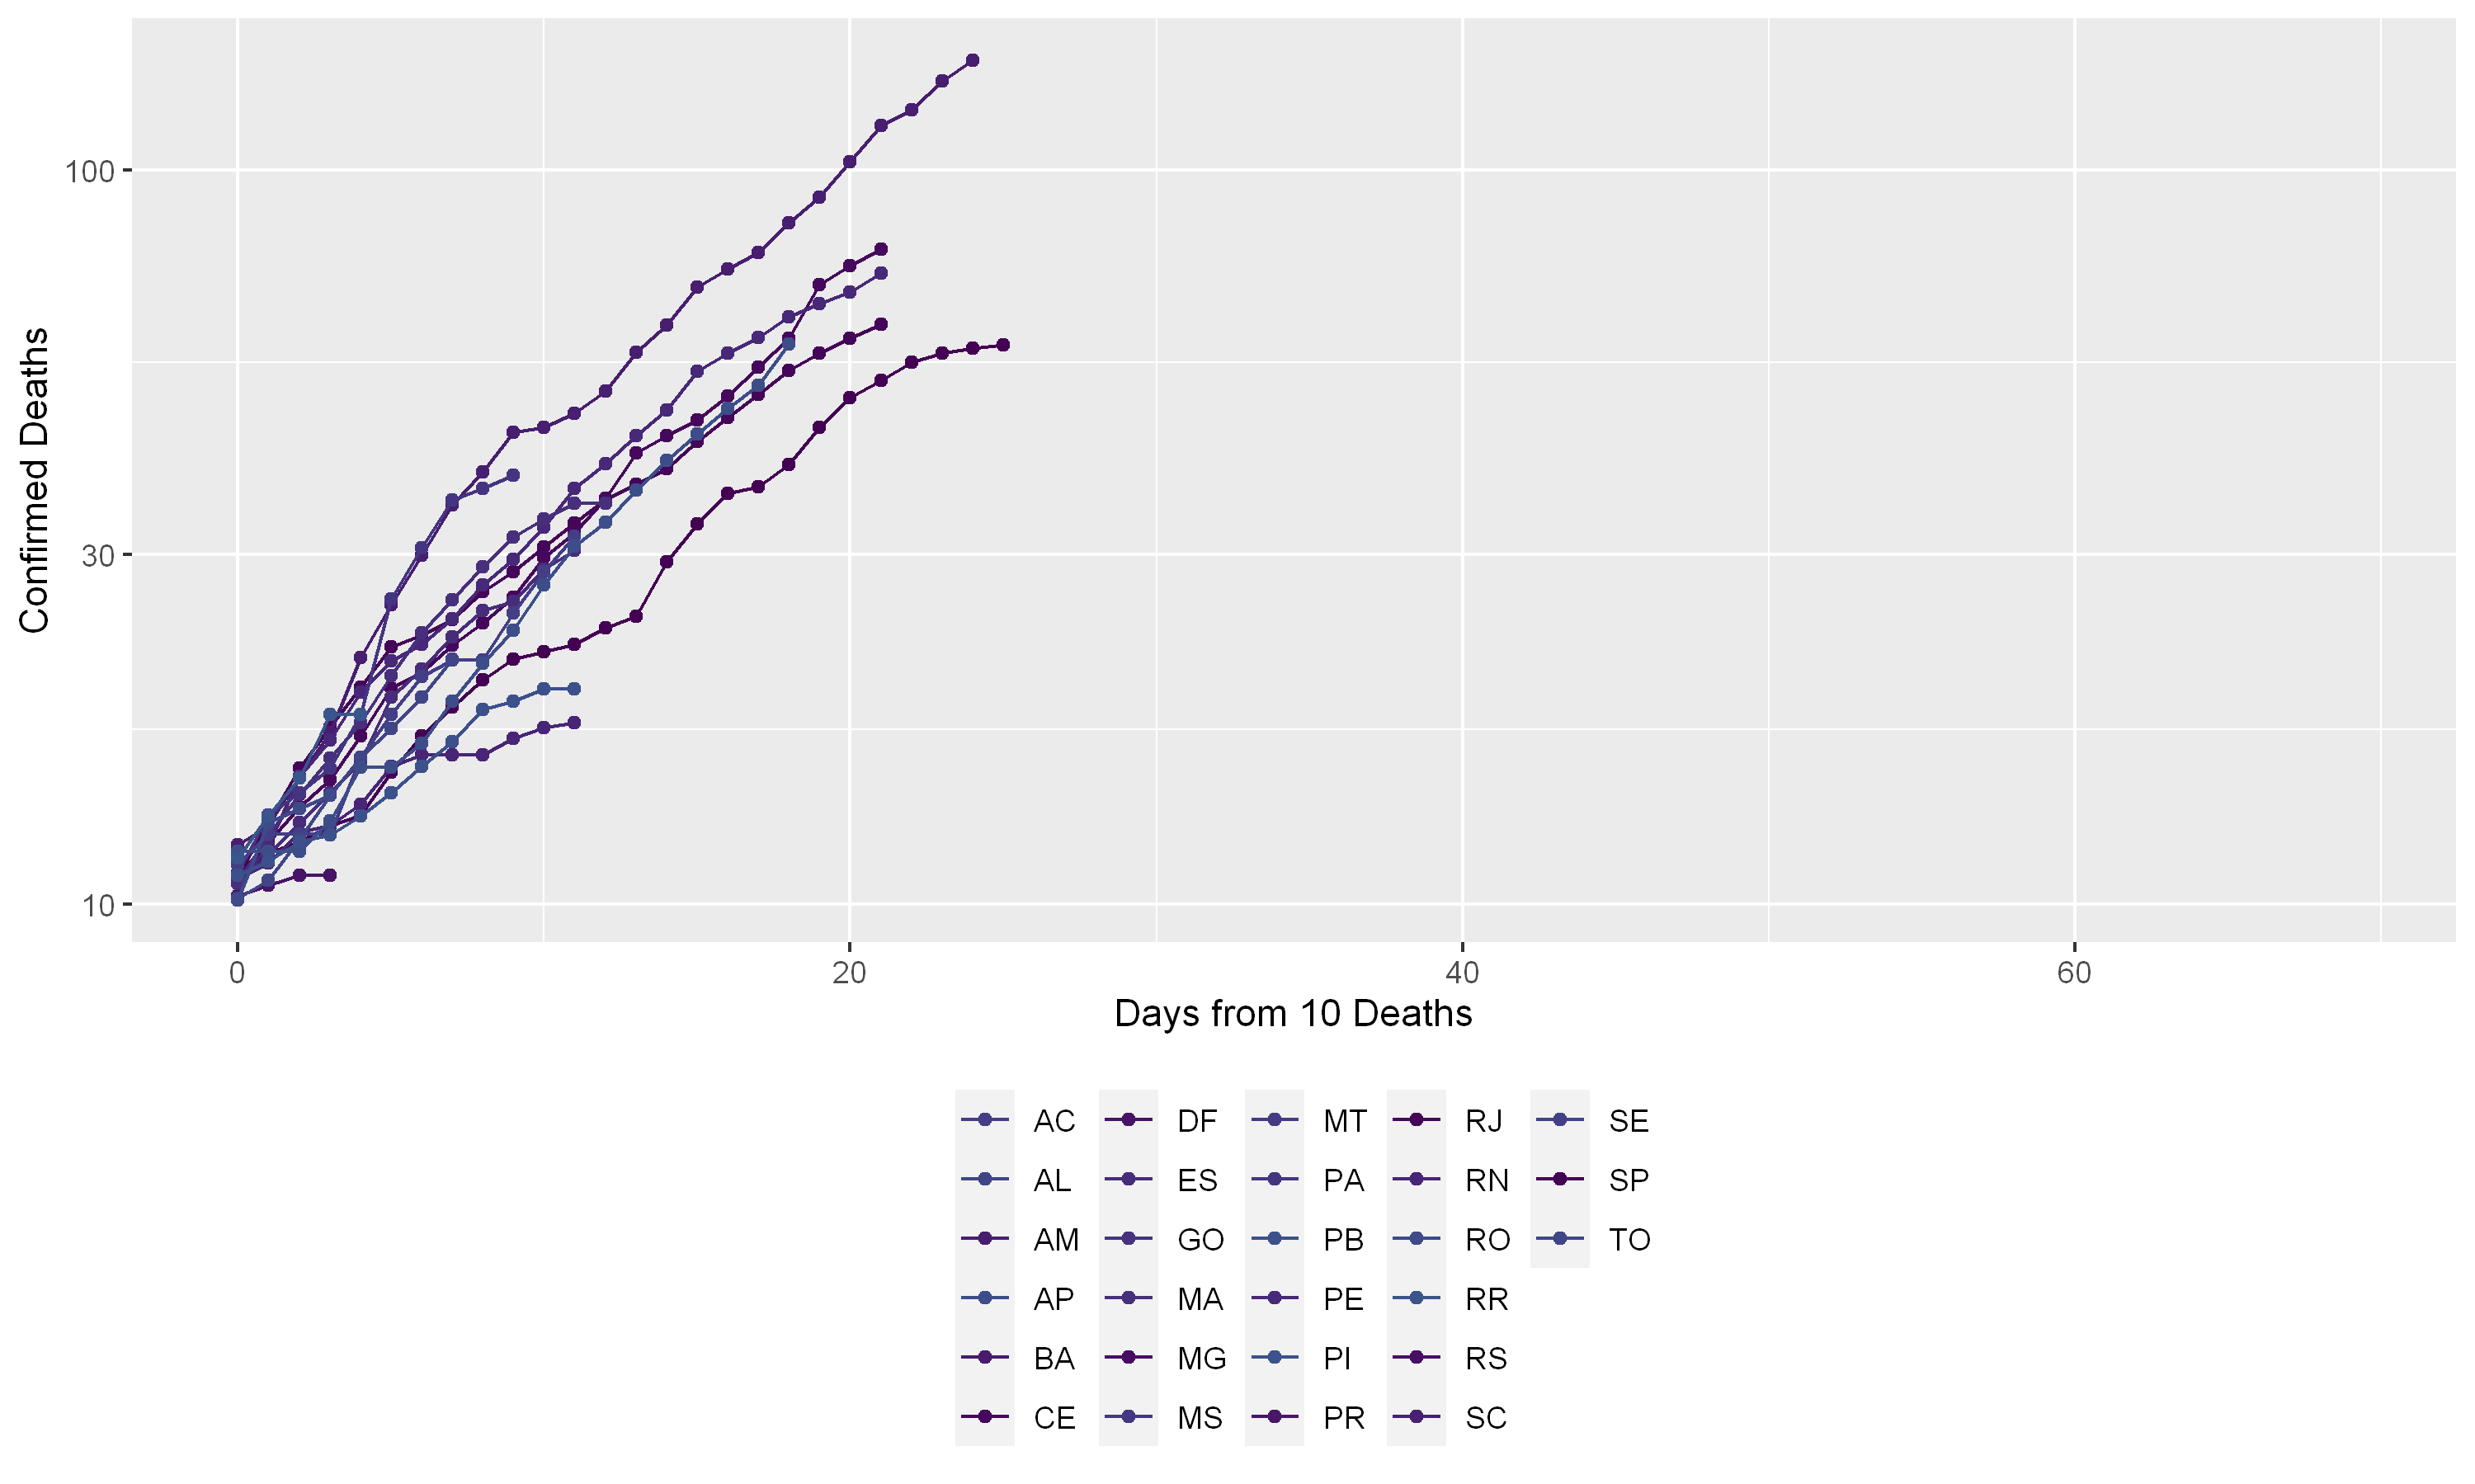 Confirmed Deaths
100
30
10
0 20 40 60
Days from 10 Deaths
AC DF MT RJ SE
AL ES PA RN SP
AM GO PB RO TO
AP MA PE RR
BA MG PI RS
CE MS PR SC